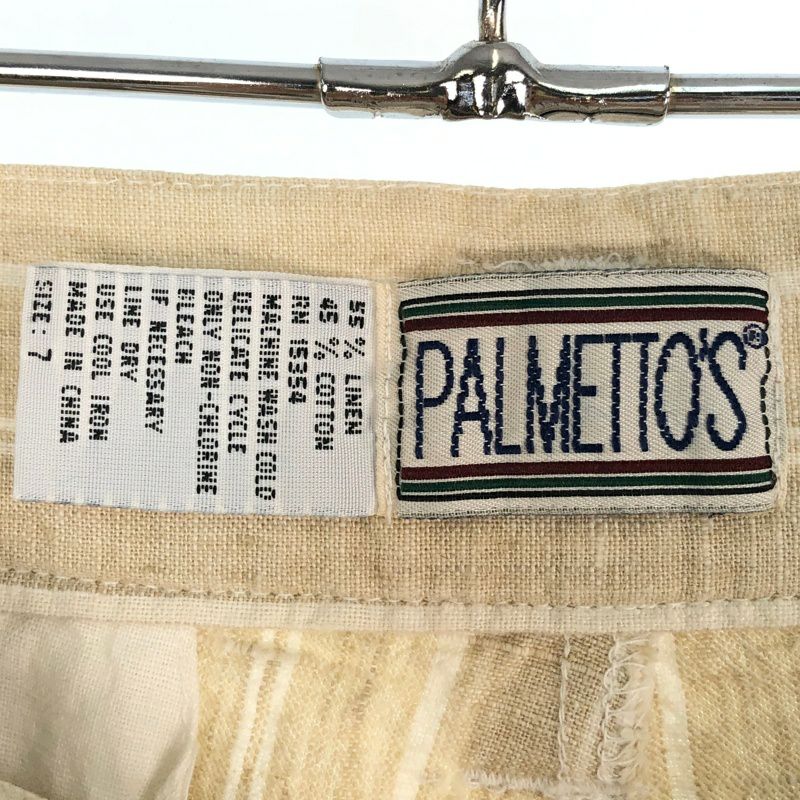 55% LINEN
45% COTTON
RN 15354
MACHINE WASH COLD
DELICATE CYCLE
ONLY NON-CHLORINE
BLEACH
IF NECESSARY
LINE DRY
USE COOL IRON
MADE IN CHINA
SIZE: 7
PALMETTO'S®